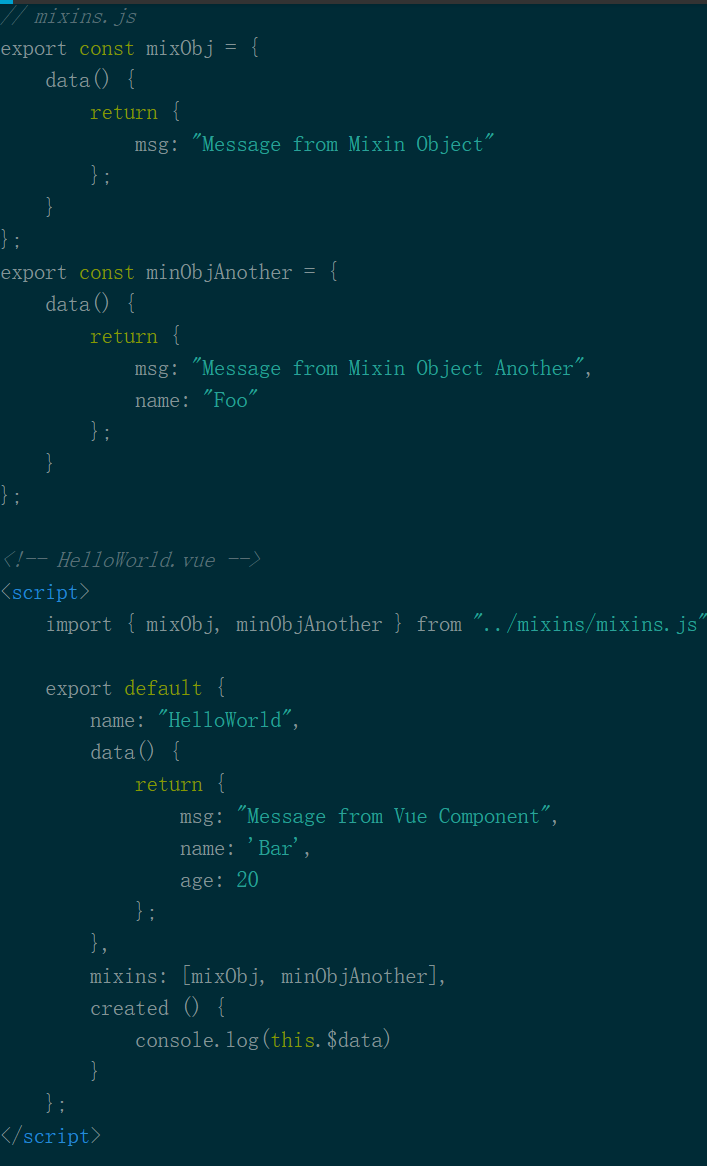 // mixins.js
export const mixObj = {
    data() {
        return {
            msg: "Message from Mixin Object"
        };
    }
};
export const minObjAnother = {
    data() {
        return {
            msg: "Message from Mixin Object Another",
            name: "Foo"
        };
    }
};

<!-- HelloWorld.vue -->
<script>
    import { mixObj, minObjAnother } from "../mixins/mixins.js"

    export default {
        name: "HelloWorld",
        data() {
            return {
                msg: "Message from Vue Component",
                name: 'Bar',
                age: 20
            };
        },
        mixins: [mixObj, minObjAnother],
        created () {
            console.log(this.$data)
        }
    };
</script>